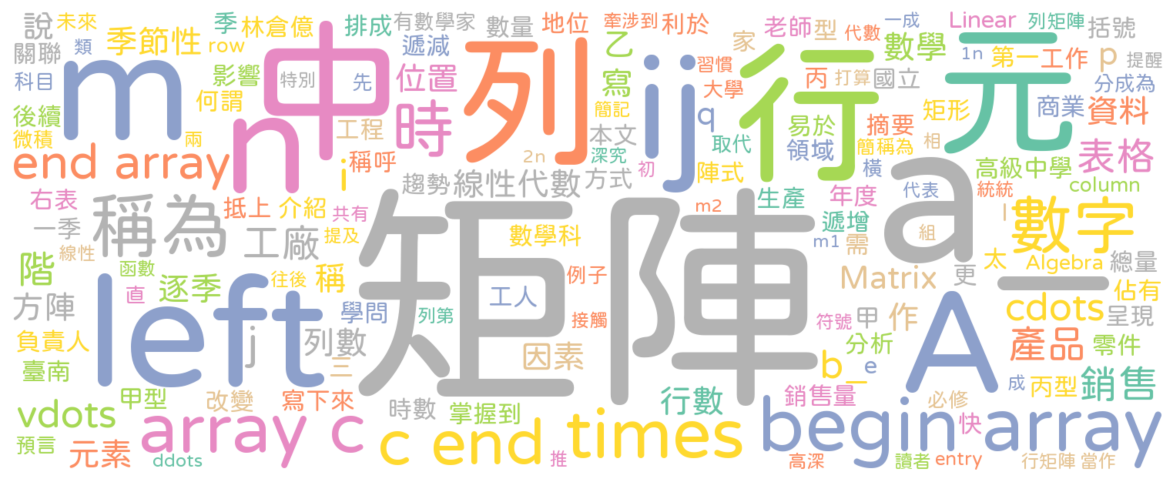 說 有數學家 數量 地位 牽涉到 利於 Linear 列矩陣 括號
季 林倉億 排成 老師 型 代數 一成
關聯 類 季節性 row 遞減 乙 家 數學 1n 第一 工作 p 提醒
科目 影響 特別 先 位置 寫 習慣 丙 打算 國立 分成為
m n 中 時 列 ij 行 元
後續 何謂 簡記 大學 q 矩形 商業 資料
微積 兩 工程 本文 取代 易於 摘要
end array i 稱呼 2n 深究 陣式 領域 簡稱為 相 高級中學 表格
趨勢 線性代數 方式 初 橫 column
右表 稱為 抵上 介紹 共有 矩陣 m2 生產 年度 代表 a_ 統統
一季 線性 工廠 提及 數學科 m1 遞增 需 組 l 數字
階 函數 逐季 往後 稱 例子 Matrix 更 太 Algebra 總量
方陣 直 left 學問 工人 甲 作 A cdots 佔有
負責人 j 列數 列第 接觸 符號 分析 產品 呈現
臺南 三 因素 b_ e 零件
vdots 甲型 改變 寫下來 時數 掌握到 行數 銷售量 必修 成 丙型 銷售
預言 元素 array c c end times begin array 快
ddots 推 高深 讀者 entry 行矩陣 當作
未來